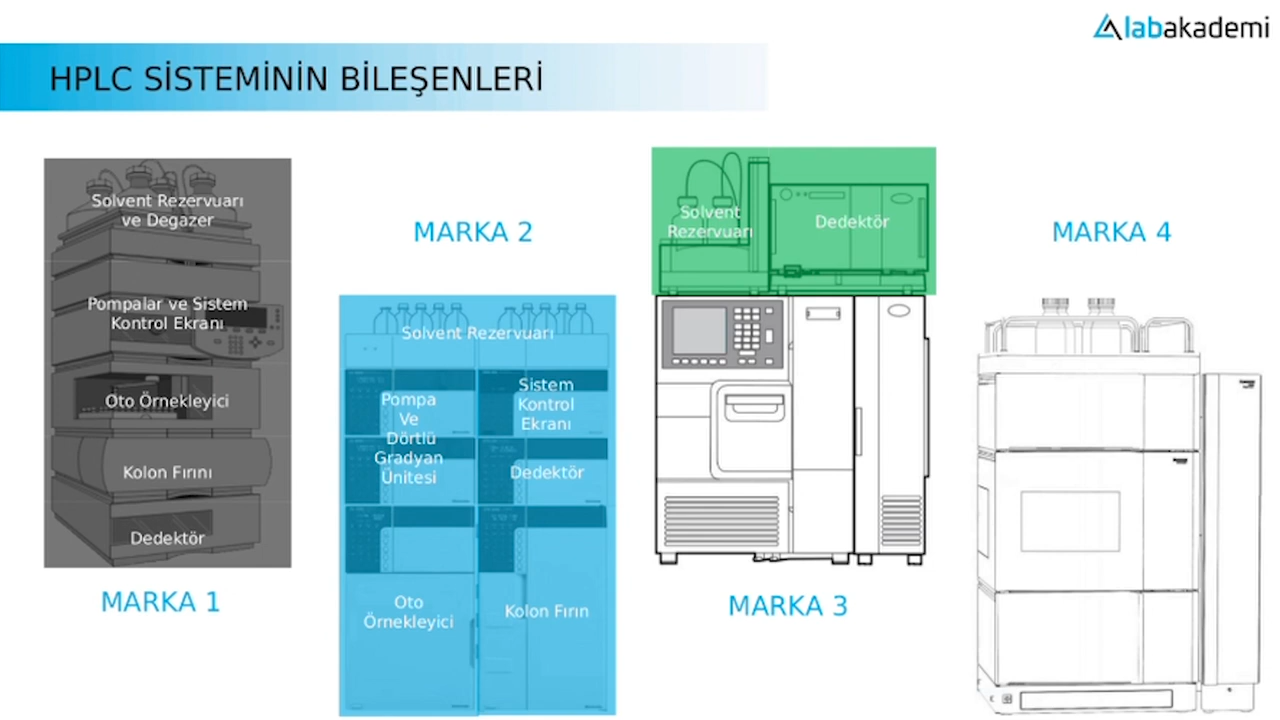 labakademi
HPLC SİSTEMİNİN BİLEŞENLERİ
Solvent Rezervuarı
ve Degazer
Pompalar ve Sistem
Kontrol Ekranı
Oto Örnekleyici
Kolon Fırını
Dedektör
MARKA 1
MARKA 2
Solvent Rezervuarı
Pompa
Ve
Dörtlü
Gradyan
Ünitesi
Sistem
Kontrol
Ekranı
Dedektör
Oto
Örnekleyici
Kolon Fırın
Solvent
Rezervuarı
Dedektör
MARKA 3
MARKA 4